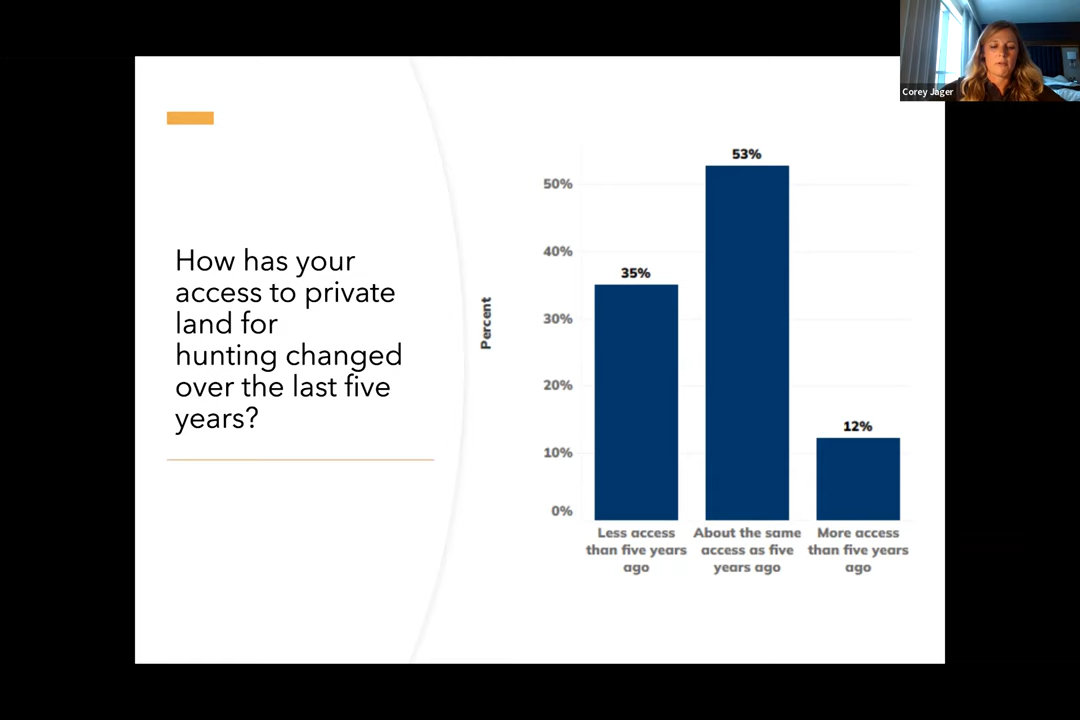 Corey Jager
How has your
access to private
land for
hunting changed
over the last five
years?
Percent
50%
40%
30%
20%
10%
0%
35%
53%
12%
Less access
than five years
ago
About the same
access as five
years ago
More access
than five years
ago